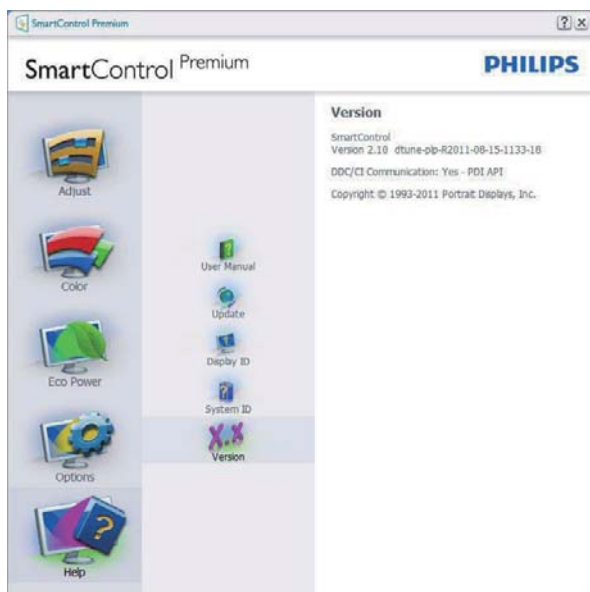 SmartControl Premium
SmartControl Premium
PHILIPS
Adjust
Color
Eco Power
Options
Help
User Manual
Update
Display ID
System ID
X.X
Version
Version
SmartControl
Version 2.10 dtune-plp-R2011-08-15-1133-18
DDC/CI Communication: Yes - PDI API
Copyright © 1993-2011 Portrait Displays, Inc.